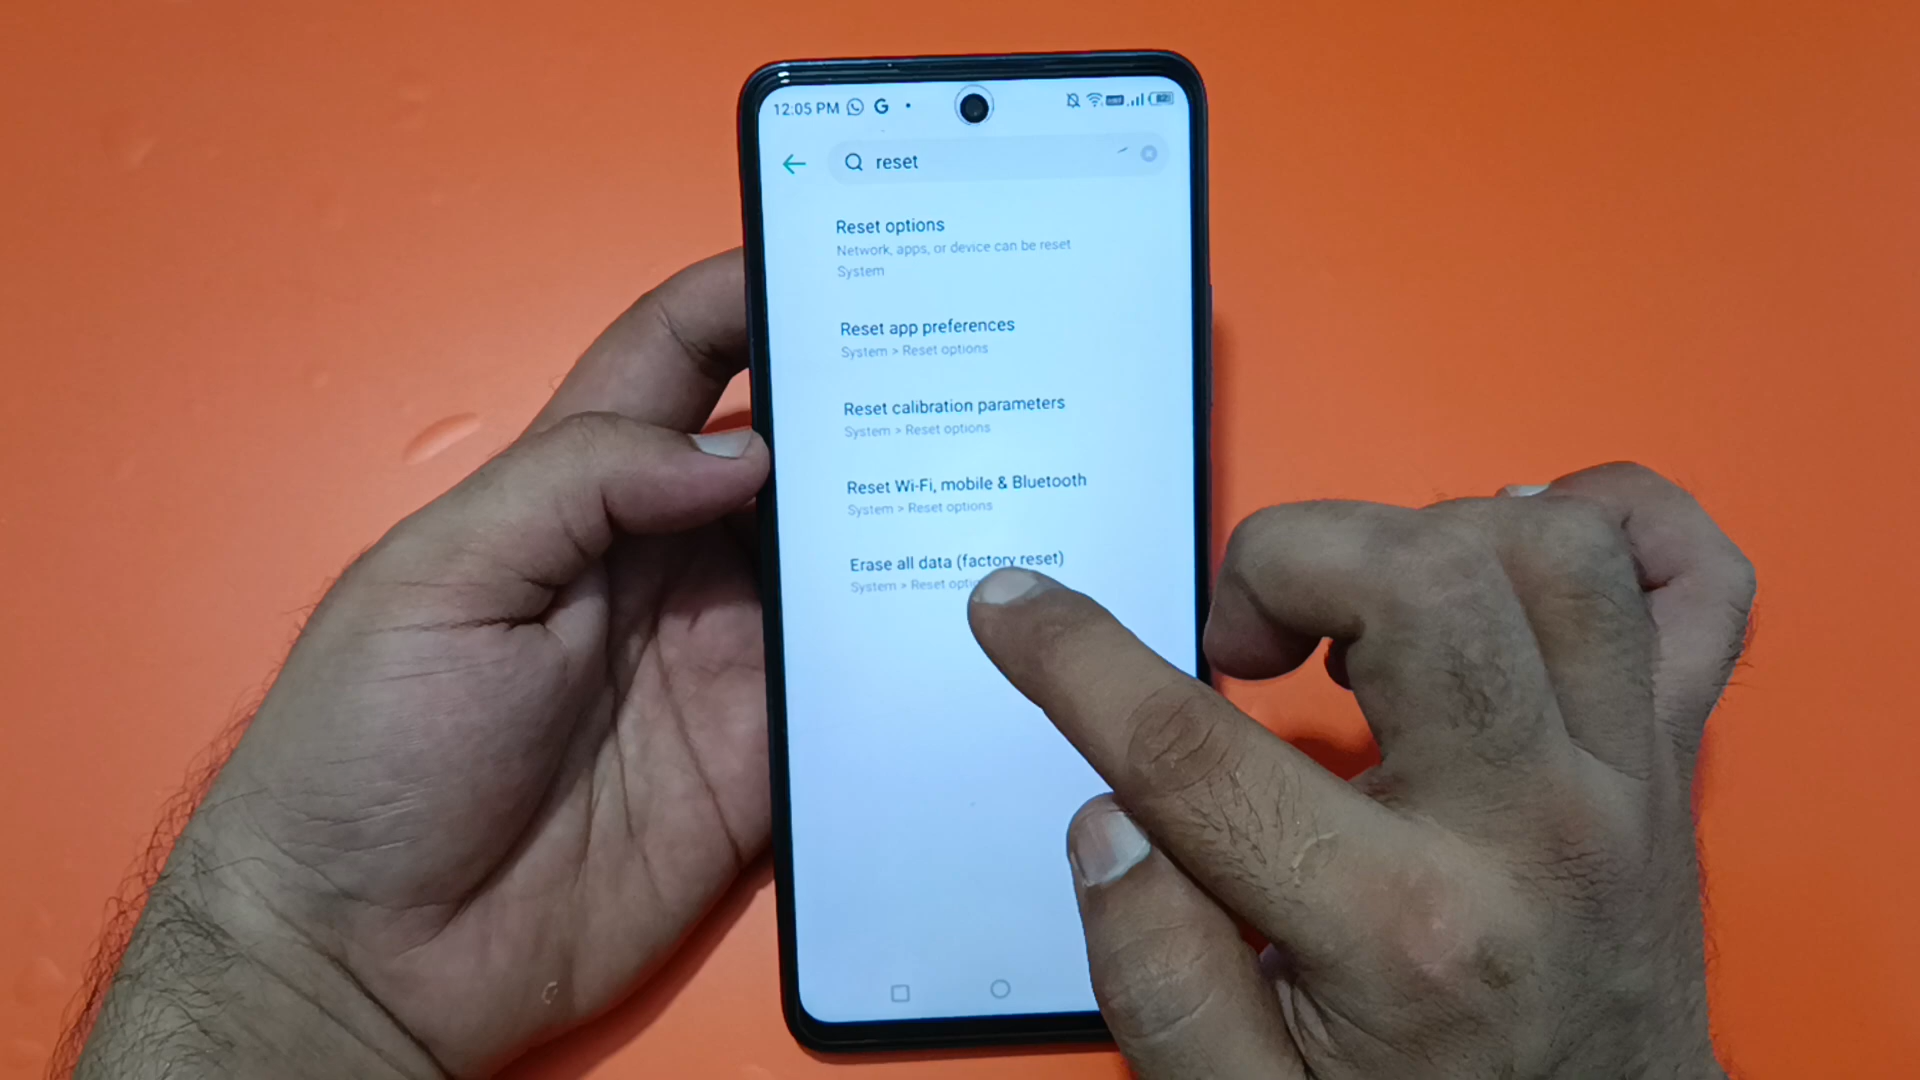 12:05 PM
reset
Reset options
Network, apps, or device can be reset
System
Reset app preferences
System > Reset options
Reset calibration parameters
System > Reset options
Reset Wi-Fi, mobile & Bluetooth
System > Reset options
Erase all data (factory reset)
System > Reset